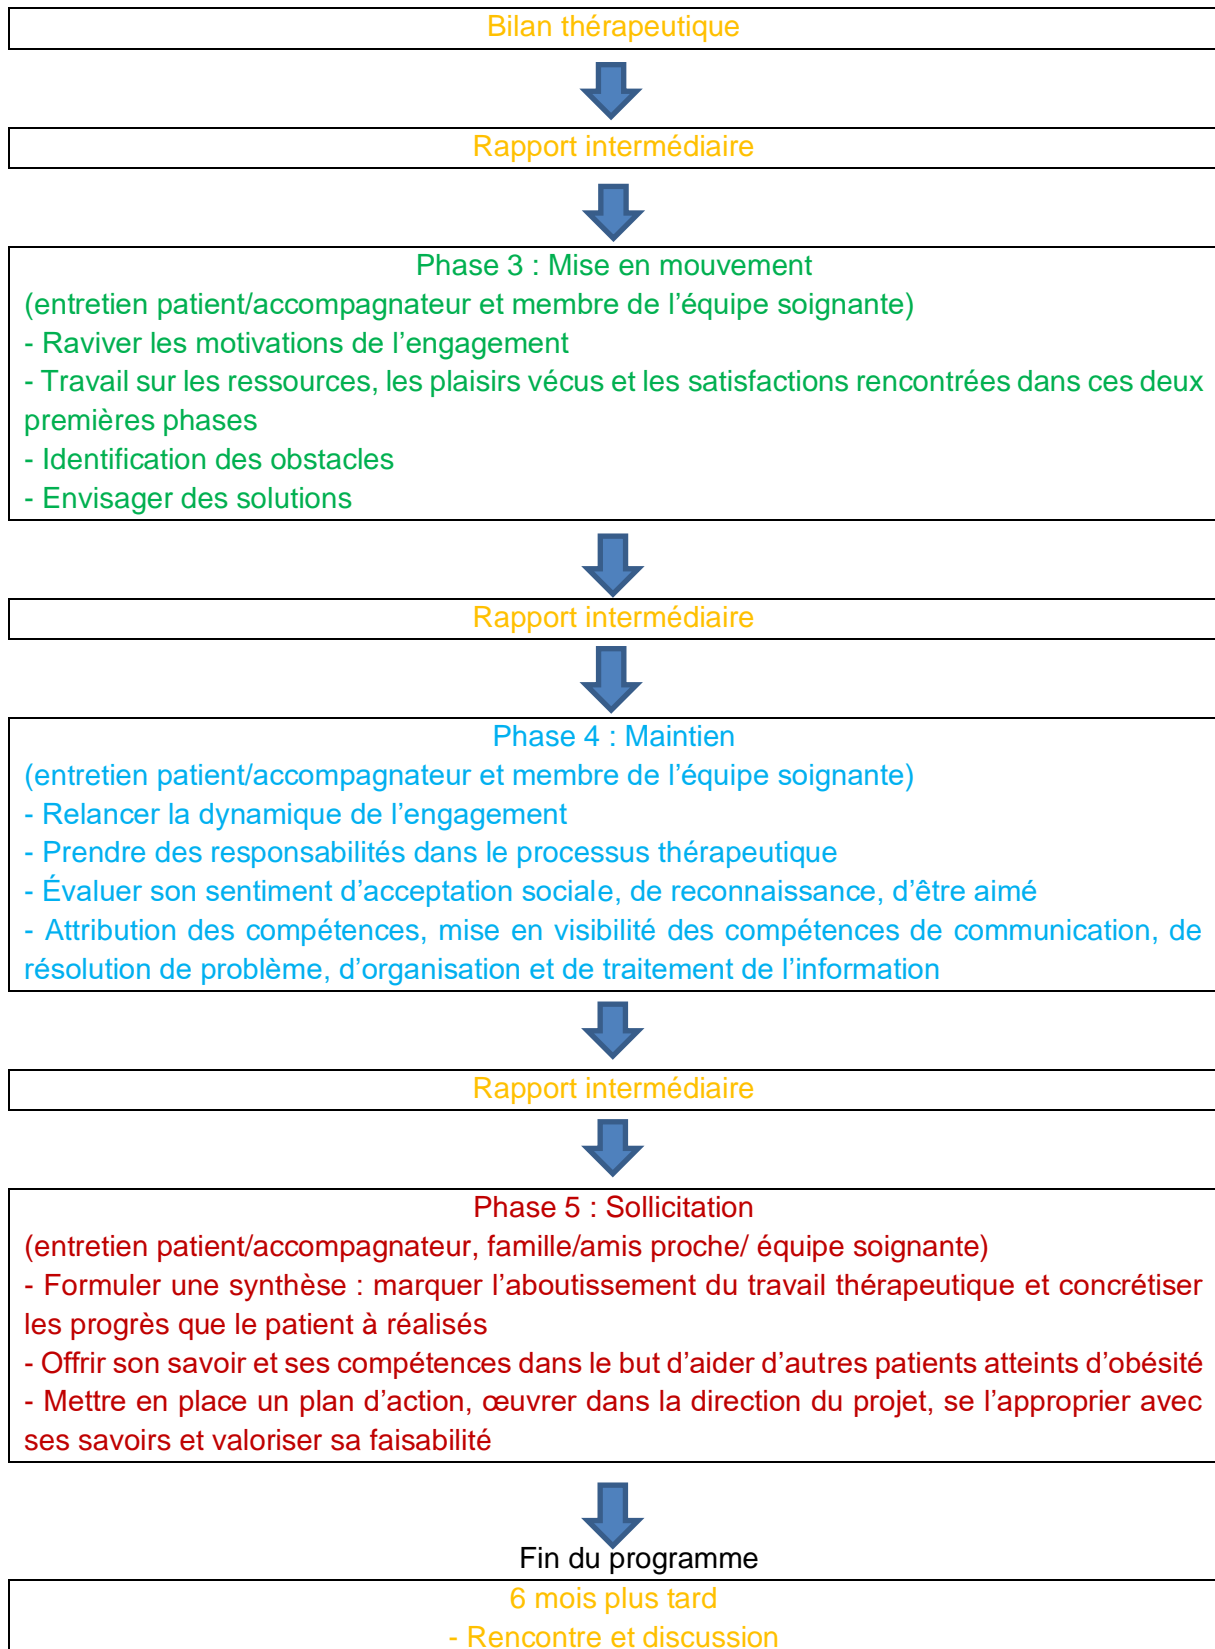 Bilan thérapeutique
Rapport intermédiaire
Phase 3 : Mise en mouvement
(entretien patient/accompagnateur et membre de l’équipe soignante)
- Raviver les motivations de l’engagement
- Travail sur les ressources, les plaisirs vécus et les satisfactions rencontrées dans ces deux
premières phases
- Identification des obstacles
- Envisager des solutions
Rapport intermédiaire
Phase 4 : Maintien
(entretien patient/accompagnateur et membre de l’équipe soignante)
- Relancer la dynamique de l’engagement
- Prendre des responsabilités dans le processus thérapeutique
- Évaluer son sentiment d’acceptation sociale, de reconnaissance, d’être aimé
- Attribution des compétences, mise en visibilité des compétences de communication, de
résolution de problème, d’organisation et de traitement de l’information
Rapport intermédiaire
Phase 5 : Sollicitation
(entretien patient/accompagnateur, famille/amis proche/ équipe soignante)
- Formuler une synthèse : marquer l’aboutissement du travail thérapeutique et concrétiser
les progrès que le patient à réalisés
- Offrir son savoir et ses compétences dans le but d’aider d’autres patients atteints d’obésité
- Mettre en place un plan d’action, œuvrer dans la direction du projet, se l’approprier avec
ses savoirs et valoriser sa faisabilité
Fin du programme
6 mois plus tard
- Rencontre et discussion